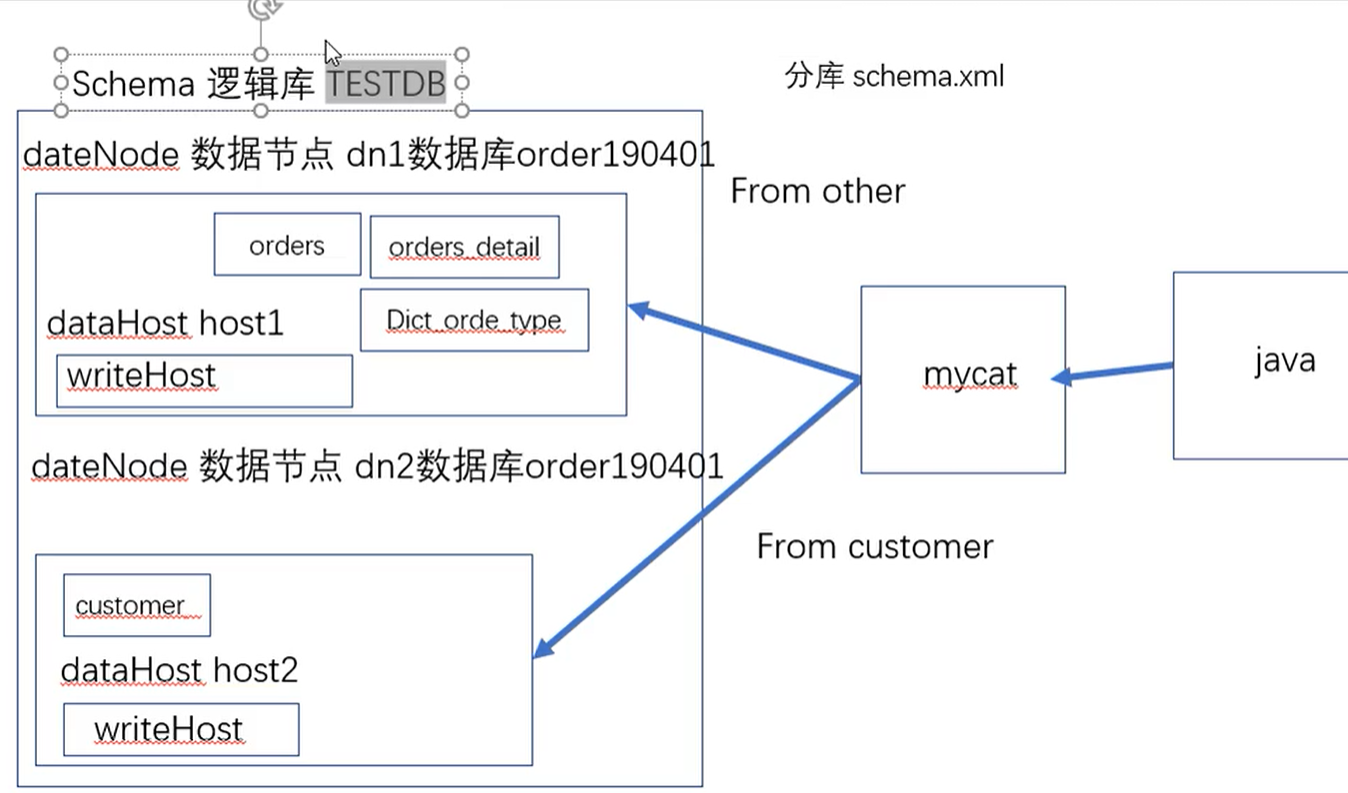 Schema 逻辑库 TESTDB
分库 schema.xml
dateNode 数据节点 dn1数据库order190401
From other
orders
orders_detail
dataHost host1
Dict_orde_type
writeHost
mycat
java
dateNode 数据节点 dn2数据库order190401
From customer
customer
dataHost host2
writeHost